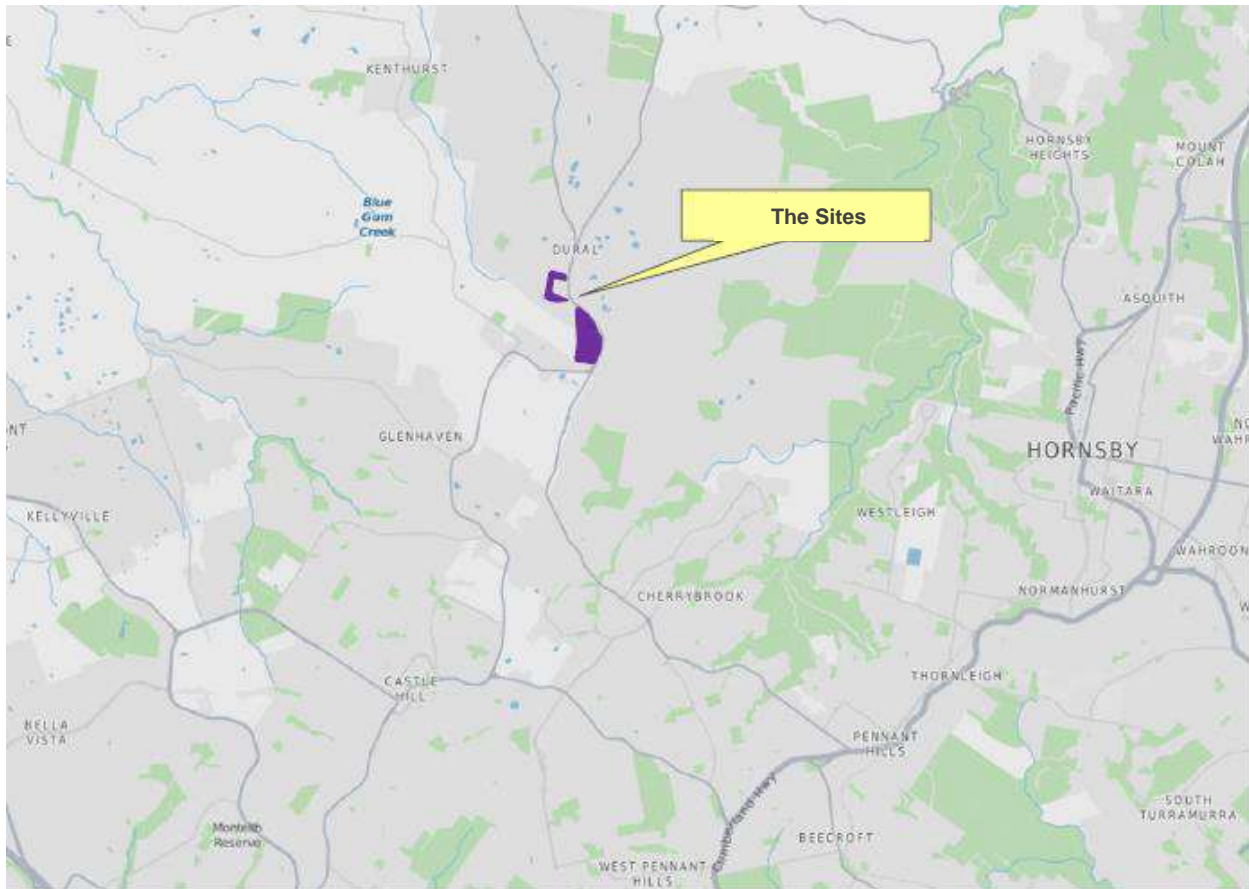 KENTHURST
HORNSBY
HEIGHTS
MOUNT
COLAH
Blue
Gum
Creek
The Sites
DURAL
ASQUITH
Pacific Hwy
GLENHAVEN
HORNSBY
WAITARA
KELLYVILLE
WESTLEIGH
WAHROON
CHERRYBROOK
NORMANHURST
CASTLE
HILL
THORNLEIGH
BELLA
VISTA
PENNANT
HILLS
Cumberland Hwy
SOUTH
TURRAMURRA
Reserve
BEECROFT
WEST PENNANT
HILLS